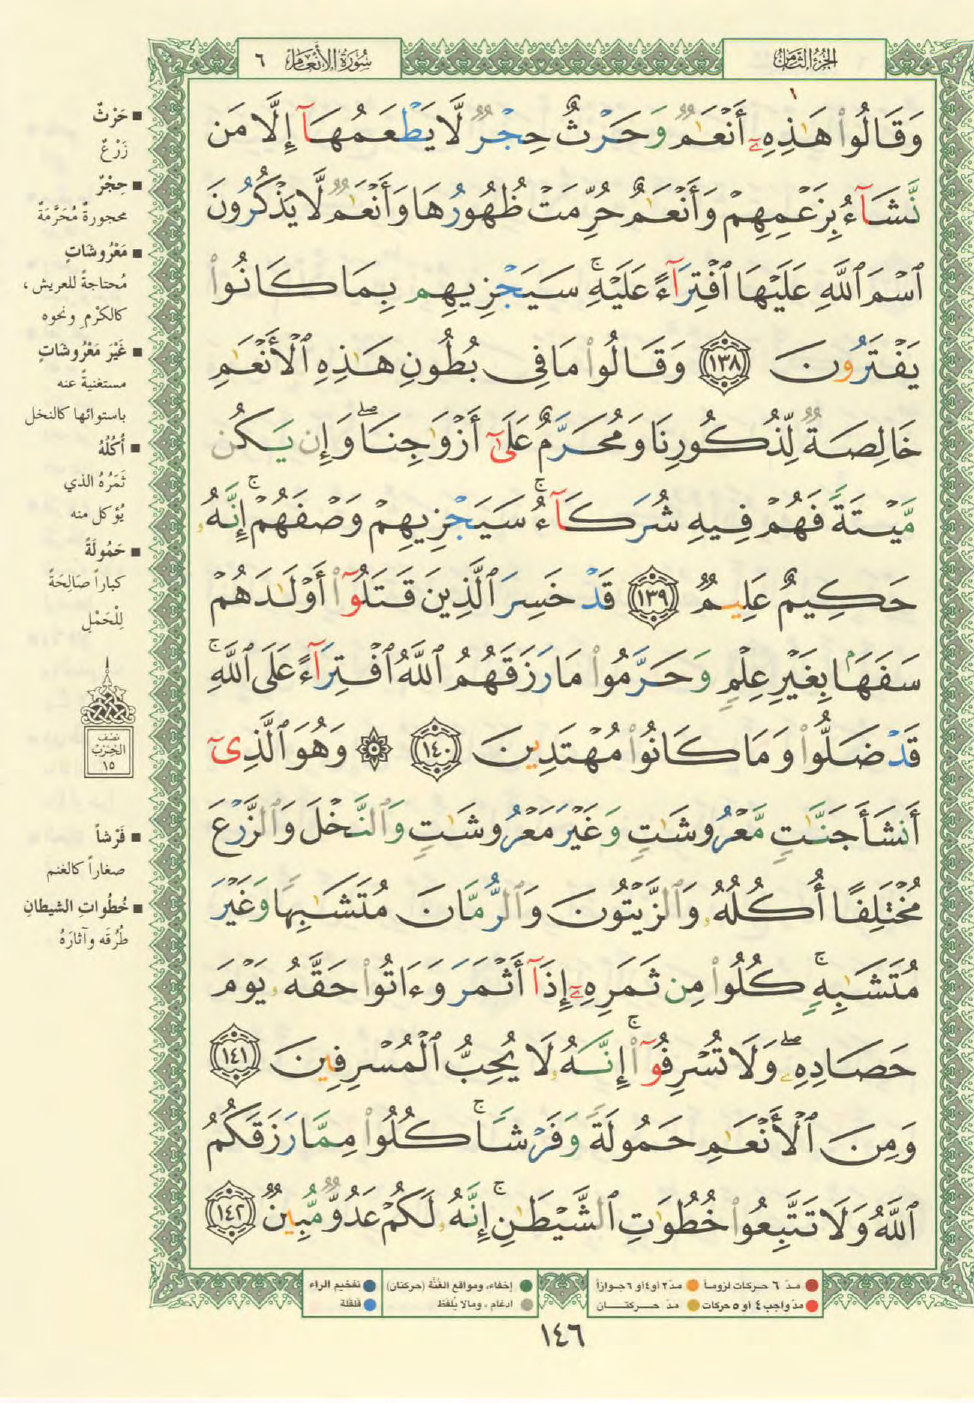 الجزء الثامن
سورة الأنعام ٦
وَقَالُوا۟ هَٰذِهِۦٓ أَنْعَٰمٌ وَحَرْثٌ حِجْرٌ لَّا يَطْعَمُهَآ إِلَّا مَن
نَّشَآءُ بِزَعْمِهِمْ وَأَنْعَٰمٌ حُرِّمَتْ ظُهُورُهَا وَأَنْعَٰمٌ لَّا يَذْكُرُونَ
ٱسْمَ ٱللَّهِ عَلَيْهَا ٱفْتِرَآءً عَلَيْهِ ۚ سَيَجْزِيهِم بِمَا كَانُوا۟
يَفْتَرُونَ ١٣٨ وَقَالُوا۟ مَا فِى بُطُونِ هَٰذِهِ ٱلْأَنْعَٰمِ
خَالِصَةٌ لِّذُكُورِنَا وَمُحَرَّمٌ عَلَىٰٓ أَزْوَٰجِنَا ۖ وَإِن يَكُن
مَّيْتَةً فَهُمْ فِيهِ شُرَكَآءُ ۚ سَيَجْزِيهِمْ وَصْفَهُمْ ۚ إِنَّهُۥ
حَكِيمٌ عَلِيمٌ ١٣٩ قَدْ خَسِرَ ٱلَّذِينَ قَتَلُوٓا۟ أَوْلَٰدَهُمْ
سَفَهًۢا بِغَيْرِ عِلْمٍ وَحَرَّمُوا۟ مَا رَزَقَهُمُ ٱللَّهُ ٱفْتِرَآءً عَلَى ٱللَّهِ ۚ
قَدْ ضَلُّوا۟ وَمَا كَانُوا۟ مُهْتَدِينَ ١٤٠ ۞ وَهُوَ ٱلَّذِىٓ
أَنشَأَ جَنَّٰتٍ مَّعْرُوشَٰتٍ وَغَيْرَ مَعْرُوشَٰتٍ وَٱلنَّخْلَ وَٱلزَّرْعَ
مُخْتَلِفًا أُكُلُهُۥ وَٱلزَّيْتُونَ وَٱلرُّمَّانَ مُتَشَٰبِهًا وَغَيْرَ
مُتَشَٰبِهٍ ۚ كُلُوا۟ مِن ثَمَرِهِۦٓ إِذَآ أَثْمَرَ وَءَاتُوا۟ حَقَّهُۥ يَوْمَ
حَصَادِهِۦ ۖ وَلَا تُسْرِفُوٓا۟ ۚ إِنَّهُۥ لَا يُحِبُّ ٱلْمُسْرِفِينَ ١٤١
وَمِنَ ٱلْأَنْعَٰمِ حَمُولَةً وَفَرْشًا ۚ كُلُوا۟ مِمَّا رَزَقَكُمُ
ٱللَّهُ وَلَا تَتَّبِعُوا۟ خُطُوَٰتِ ٱلشَّيْطَٰنِ ۚ إِنَّهُۥ لَكُمْ عَدُوٌّ مُّبِينٌ ١٤٢
■ حَرْثٌ
زَرْعٌ
■ حِجْرٌ
محجورةٌ مُحَرَّمَةٌ
■ مَعْرُوشَاتٍ
مُحتاجةً للعريش ،
كالكَرْمِ ونحوه
■ غَيْرَ مَعْرُوشَاتٍ
مستغنيةً عنه
باستوائها كالنخل
■ أُكُلُهُ
ثَمَرُهُ الذي
يُؤكل منه
■ حَمُولَةً
كباراً صَالِحَةً
لِلْحَمْلِ
نصف
الحزب
١٥
■ فَرْشاً
صغاراً كالغنم
■ خُطُواتِ الشيطانِ
طُرُقَه وآثارَهُ
مدّ ٦ حركات لزوماً ● مدّ ٢ أو ٤ أو ٦ جوازاً ● إخفاء، ومواقع الغُنَّة (حركتان) ● تفخيم الراء
مدّ واجب ٤ أو ٥ حركات ● مدّ حركتان ● ادغام ، ومالا يُلفظ ● قلقلة
١٤٦